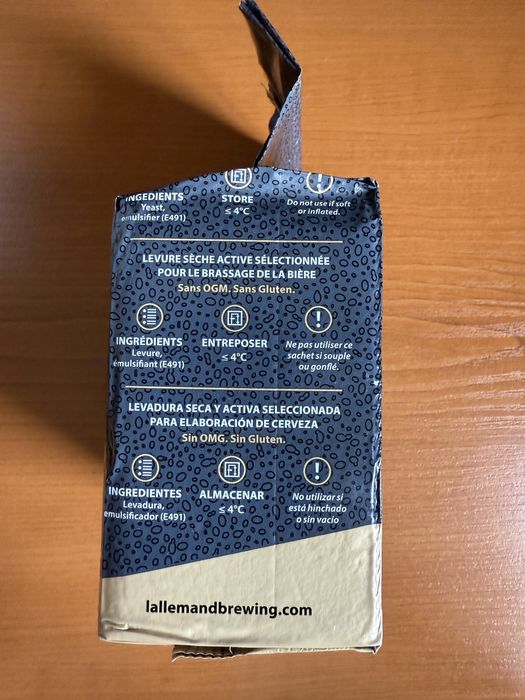 INGEDIENTS
Yeast,
emulsifier (E491)
STORE
≤ 4°C
Do not use if soft
or inflated.
LEVURE SÈCHE ACTIVE SÉLECTIONNÉE
POUR LE BRASSAGE DE LA BIÈRE
Sans OGM. Sans Gluten.
INGRÉDIENTS
Levure,
émulsifiant (E491)
ENTREPOSER
≤ 4°C
Ne pas utiliser ce
sachet si souple
ou gonflé.
LEVADURA SECA Y ACTIVA SELECCIONADA
PARA ELABORACIÓN DE CERVEZA
Sin OMG. Sin Gluten.
INGREDIENTES
Levadura,
emulsificador (E491)
ALMACENAR
≤ 4°C
No utilizar si
está hinchado
o sin vacío
lallemandbrewing.com